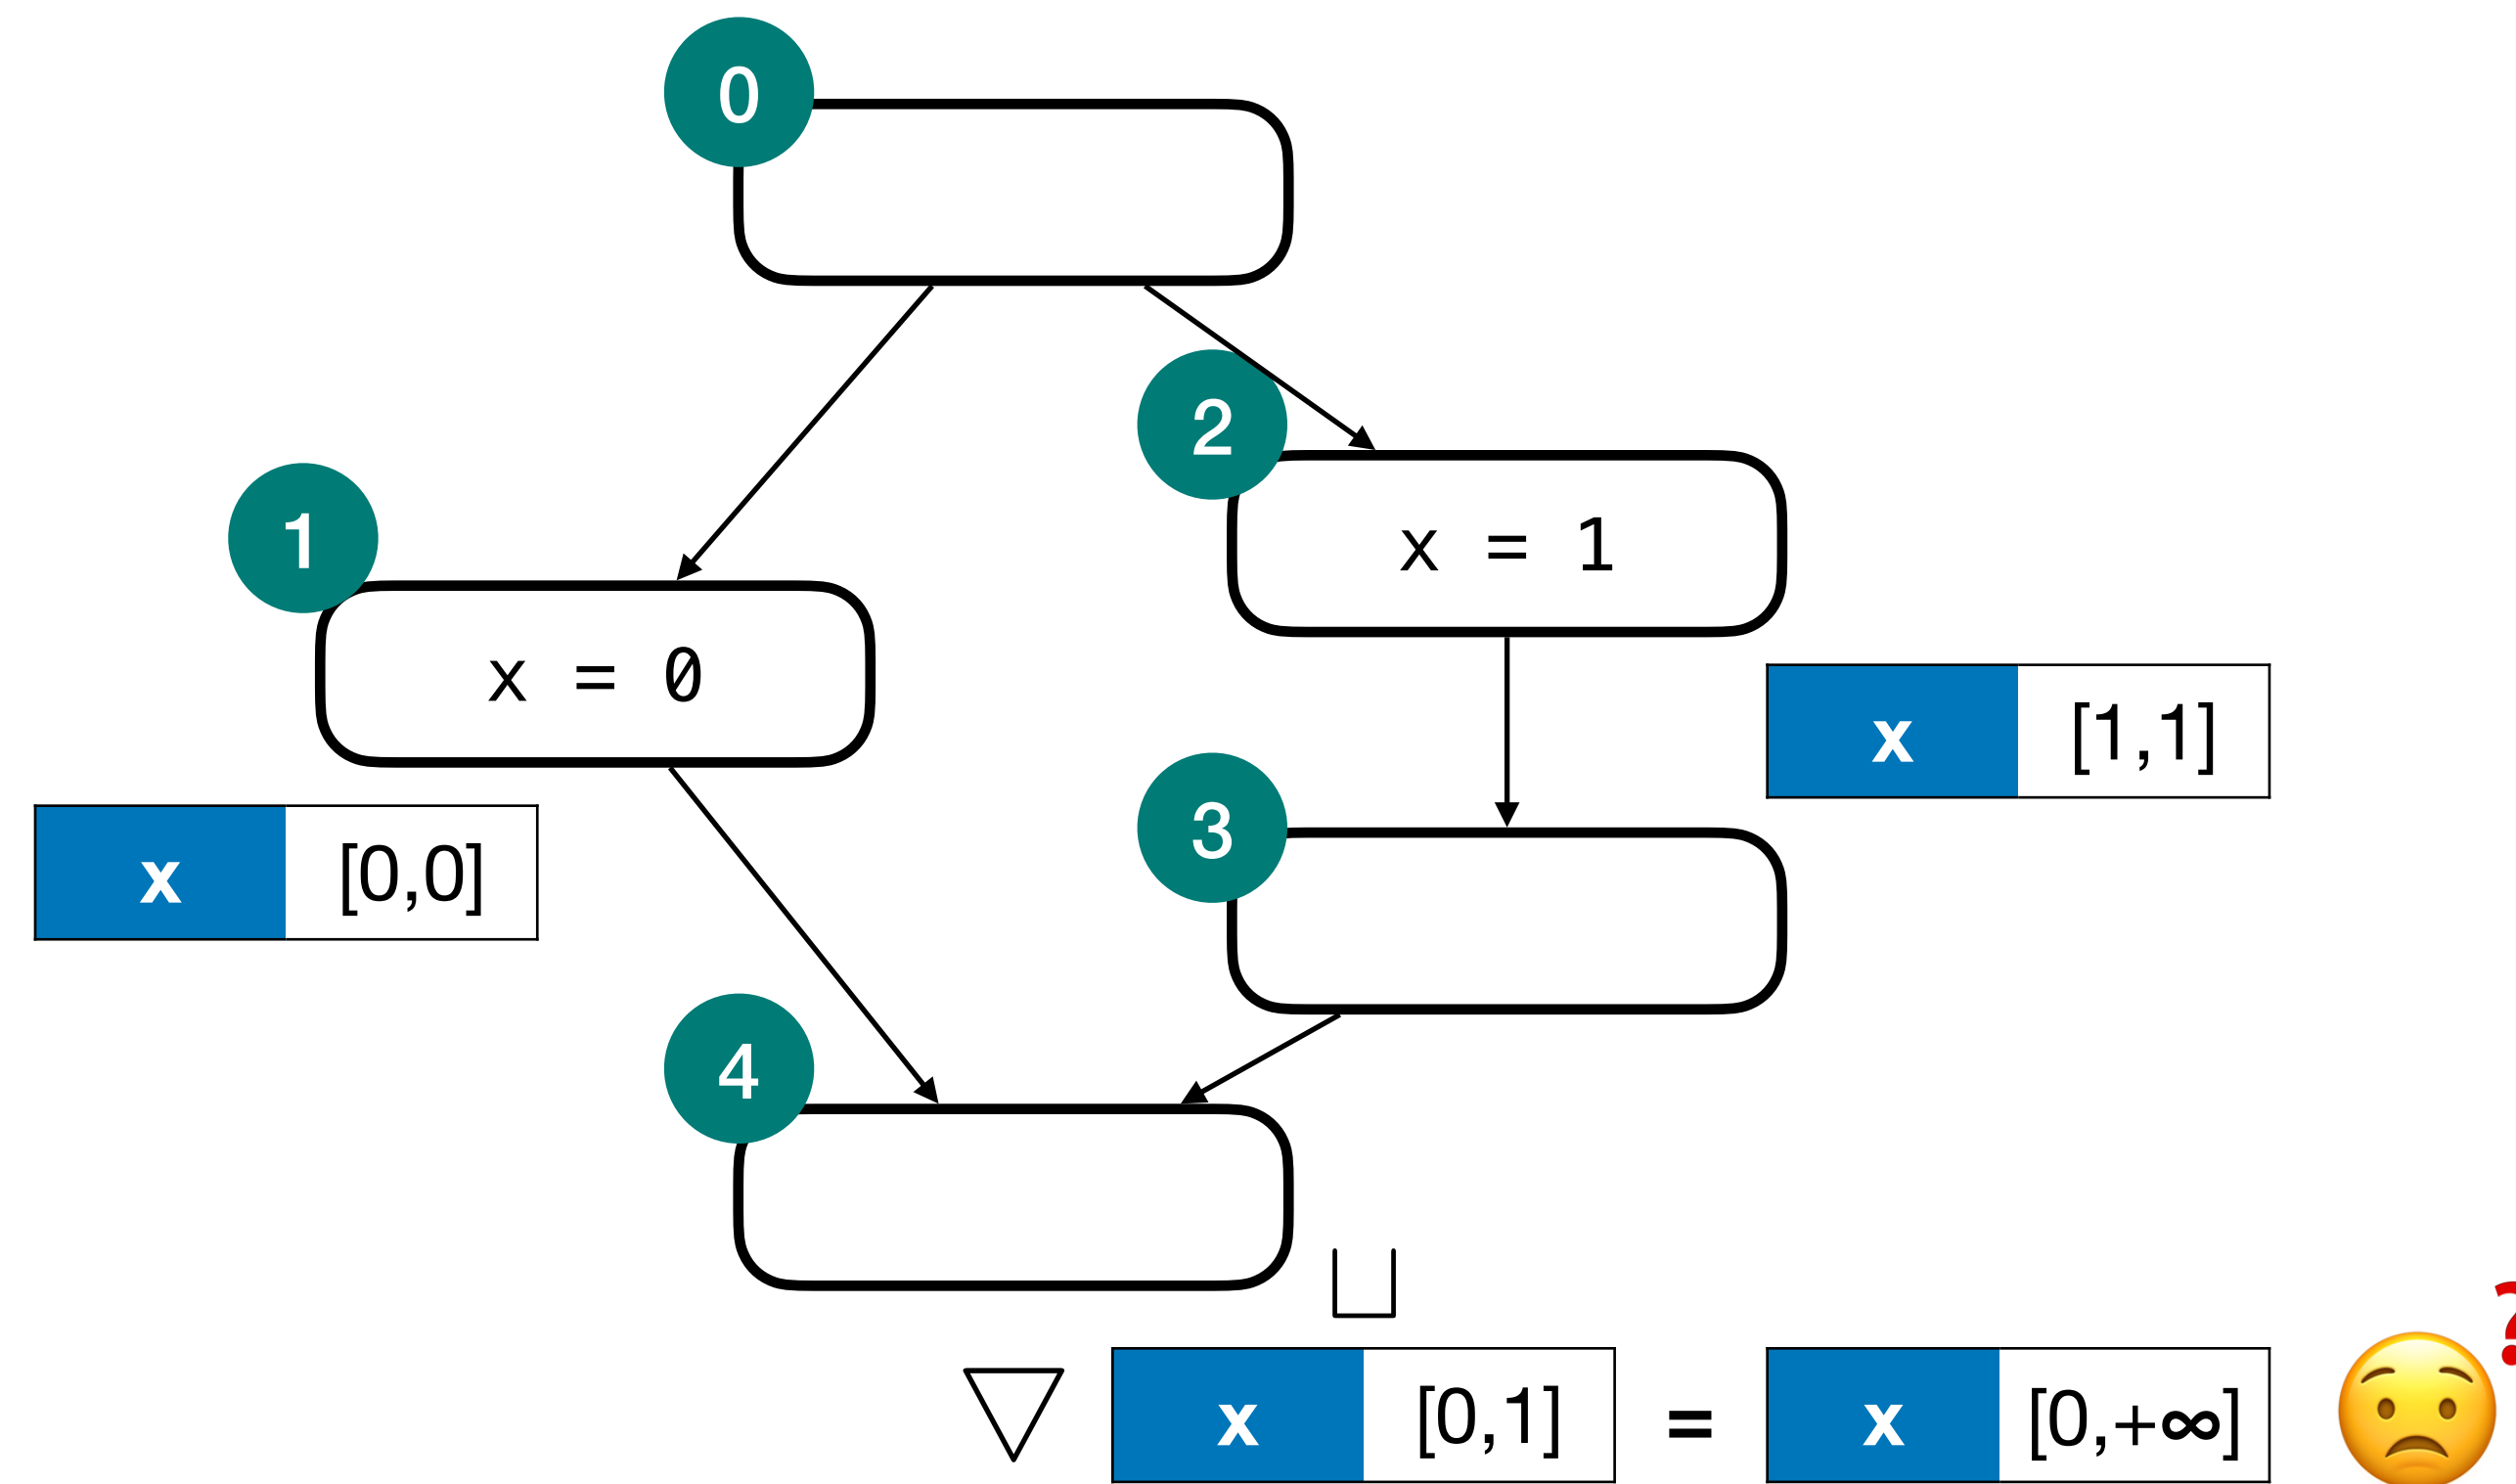 0
2
x = 1
1
x = 0
x [1,1]
3
x [0,0]
4
⊔
▽ x [0,1] = x [0,+∞]
?